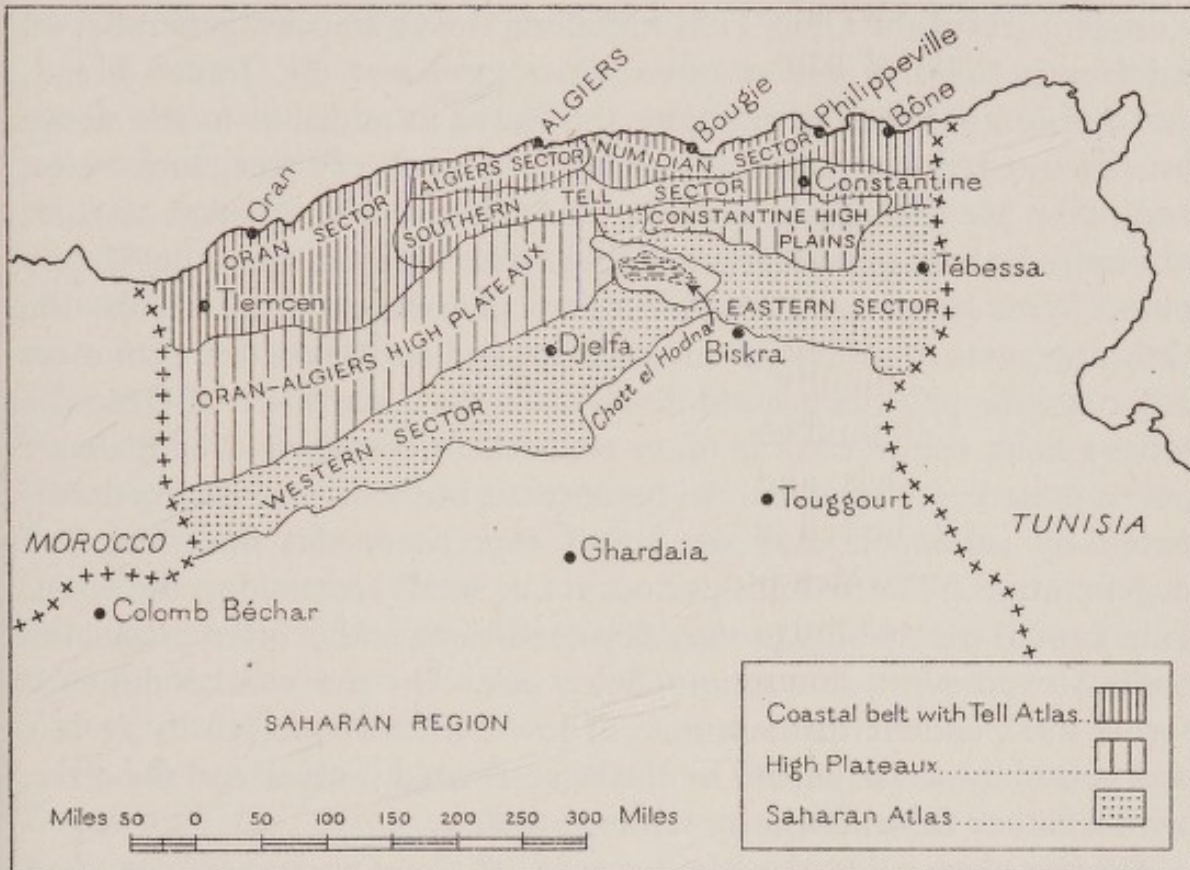 ALGIERS
Bougie
Philippeville
Bône
Oran
ORAN SECTOR
ALGIERS SECTOR
NUMIDIAN SECTOR
SOUTHERN TELL SECTOR
Constantine
CONSTANTINE HIGH
PLAINS
Tlemcen
Tébessa
ORAN-ALGIERS HIGH PLATEAUX
EASTERN SECTOR
Djelfa
Chott el Hodna
Biskra
WESTERN SECTOR
Touggourt
MOROCCO
TUNISIA
Ghardaia
Colomb Béchar
SAHARAN REGION
Coastal belt with Tell Atlas..
High Plateaux
Saharan Atlas
Miles 50 0 50 100 150 200 250 300 Miles